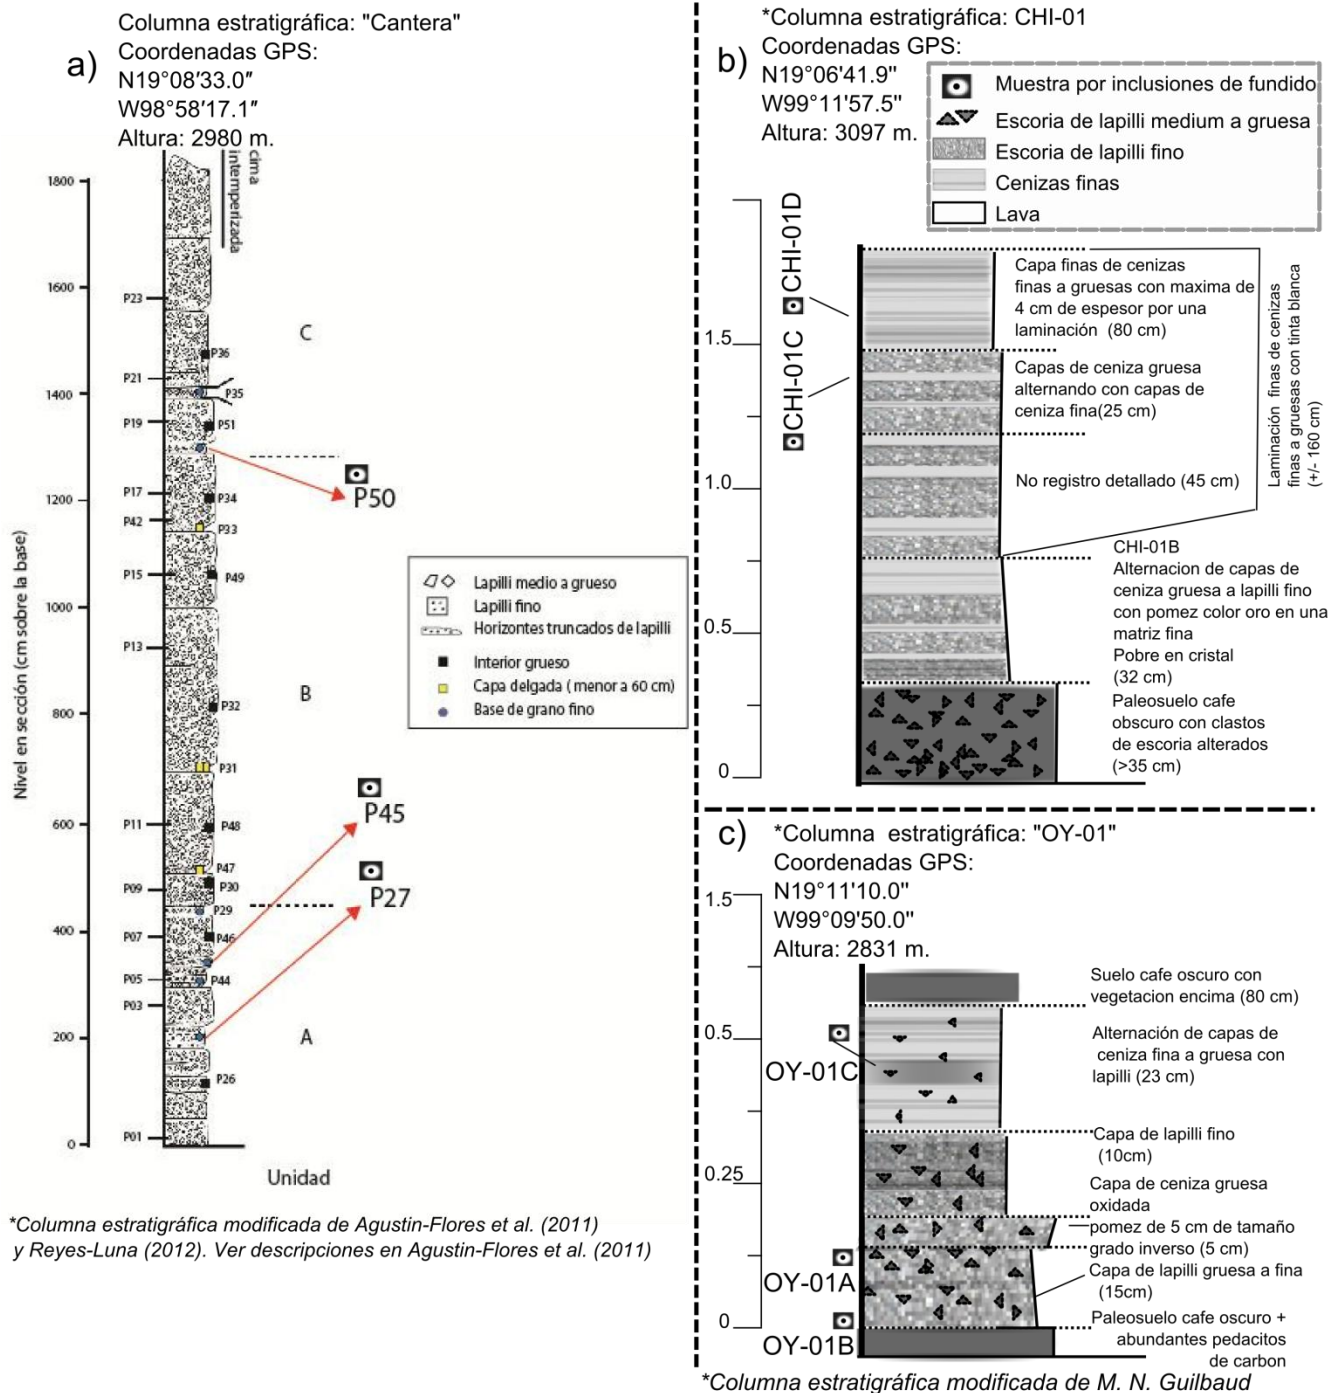 a)
Columna estratigráfica: "Cantera"
Coordenadas GPS:
N19°08'33.0"
W98°58'17.1"
Altura: 2980 m.
cima
intemperizada
Nivel en sección (cm sobre la base)
1800
1600
1400
1200
1000
800
600
400
200
0
P23
P21
P19
P17
P42
P15
P13
P11
P09
P07
P05
P03
P01
P36
P35
P51
P34
P33
P49
P32
P31
P48
P47
P30
P29
P46
P44
P26
C
B
A
P50
P45
P27
Lapilli medio a grueso
Lapilli fino
Horizontes truncados de lapilli
Interior grueso
Capa delgada ( menor a 60 cm)
Base de grano fino
Unidad
*Columna estratigráfica modificada de Agustin-Flores et al. (2011)
y Reyes-Luna (2012). Ver descripciones en Agustin-Flores et al. (2011)
b)
*Columna estratigráfica: CHI-01
Coordenadas GPS:
N19°06'41.9"
W99°11'57.5"
Altura: 3097 m.
Muestra por inclusiones de fundido
Escoria de lapilli medium a gruesa
Escoria de lapilli fino
Cenizas finas
Lava
1.5
1.0
0.5
0
CHI-01D
CHI-01C
Capa finas de cenizas
finas a gruesas con maxima de
4 cm de espesor por una
laminación (80 cm)
Capas de ceniza gruesa
alternando con capas de
ceniza fina(25 cm)
No registro detallado (45 cm)
Laminación finas de cenizas
finas a gruesas con tinta blanca
(+/- 160 cm)
CHI-01B
Alternacion de capas de
ceniza gruesa a lapilli fino
con pomez color oro en una
matriz fina
Pobre en cristal
(32 cm)
Paleosuelo cafe
obscuro con clastos
de escoria alterados
(>35 cm)
c)
*Columna estratigráfica: "OY-01"
Coordenadas GPS:
N19°11'10.0"
W99°09'50.0"
Altura: 2831 m.
1.5
0.5
0.25
0
OY-01C
OY-01A
OY-01B
Suelo cafe oscuro con
vegetacion encima (80 cm)
Alternación de capas de
ceniza fina a gruesa con
lapilli (23 cm)
Capa de lapilli fino
(10cm)
Capa de ceniza gruesa
oxidada
pomez de 5 cm de tamaño
grado inverso (5 cm)
Capa de lapilli gruesa a fina
(15cm)
Paleosuelo cafe oscuro +
abundantes pedacitos
de carbon
*Columna estratigráfica modificada de M. N. Guilbaud